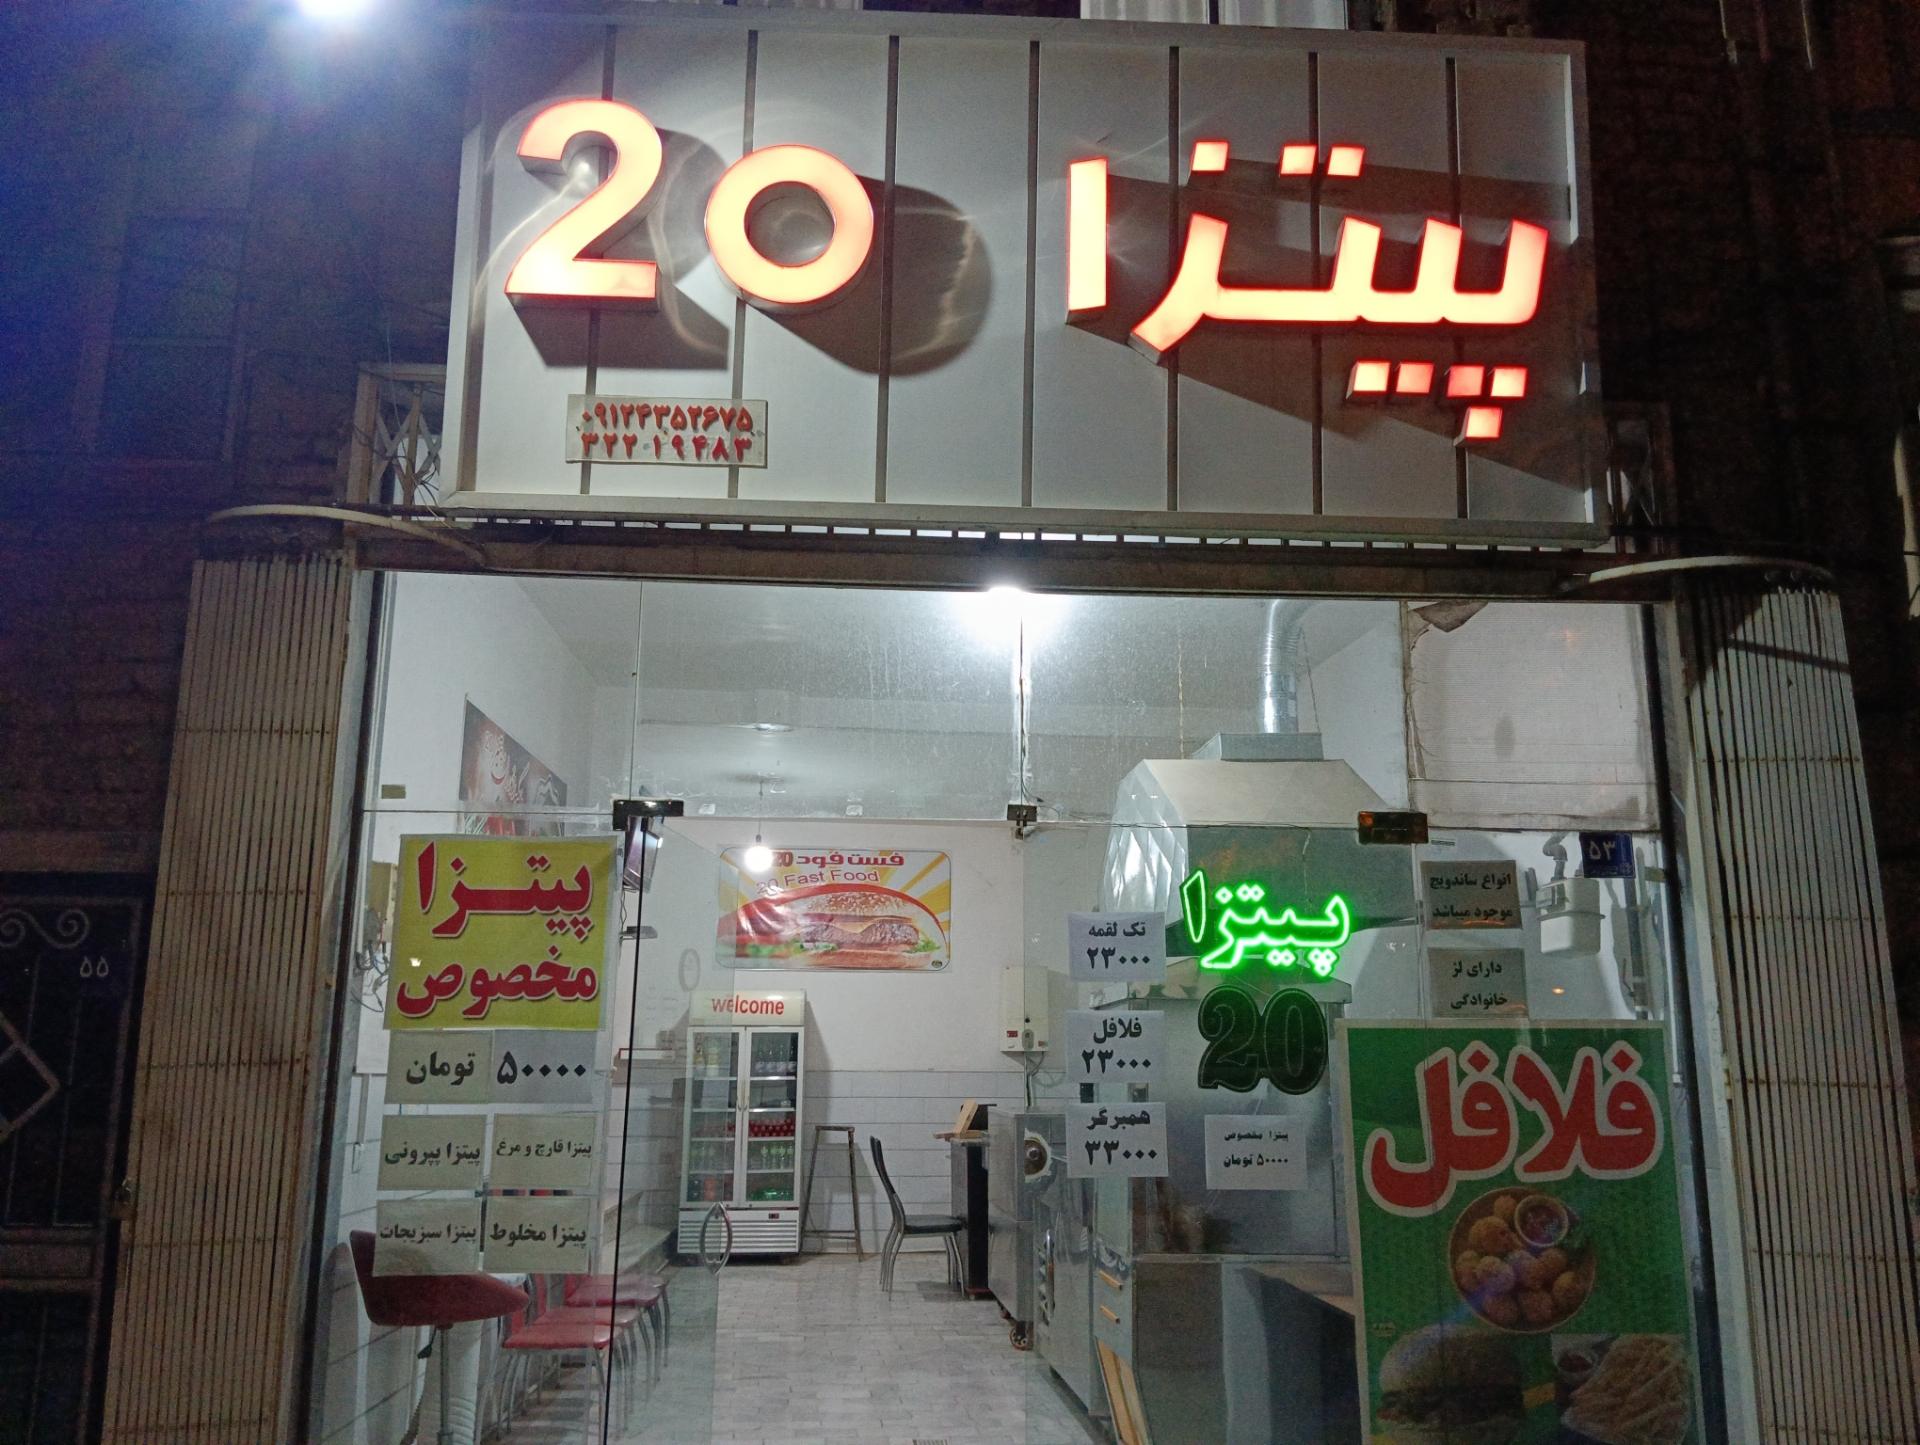 پیتزا 20
۰۹۱۲۴۳۵۲۶۷۵
۳۲۲۰۱۹۴۸۳
پیتزا
مخصوص
۵۰۰۰۰ تومان
پیتزا قارچ و مرغ
پیتزا پپرونی
پیتزا مخلوط
پیتزا سبزیجات
فست فود 20
20 Fast Food
welcome
تک لقمه
۲۳۰۰۰
فلافل
۲۳۰۰۰
همبرگر
۳۳۰۰۰
پیتزا
20
پیتزا مخصوص
۵۰۰۰۰ تومان
انواع ساندویچ
موجود میباشد
دارای لژ
خانوادگی
۵۳
فلافل
۵۵